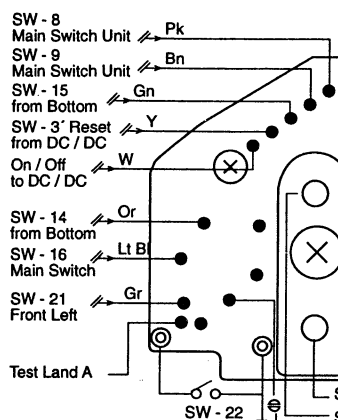 SW - 8
Main Switch Unit
Pk
SW - 9
Main Switch Unit
Bn
SW. - 15
from Bottom
Gn
SW - 3´ Reset
from DC / DC
Y
On / Off
to DC / DC
W
SW - 14
from Bottom
Or
SW - 16
Main Switch
Lt Bl
SW - 21
Front Left
Gr
Test Land A
SW - 22